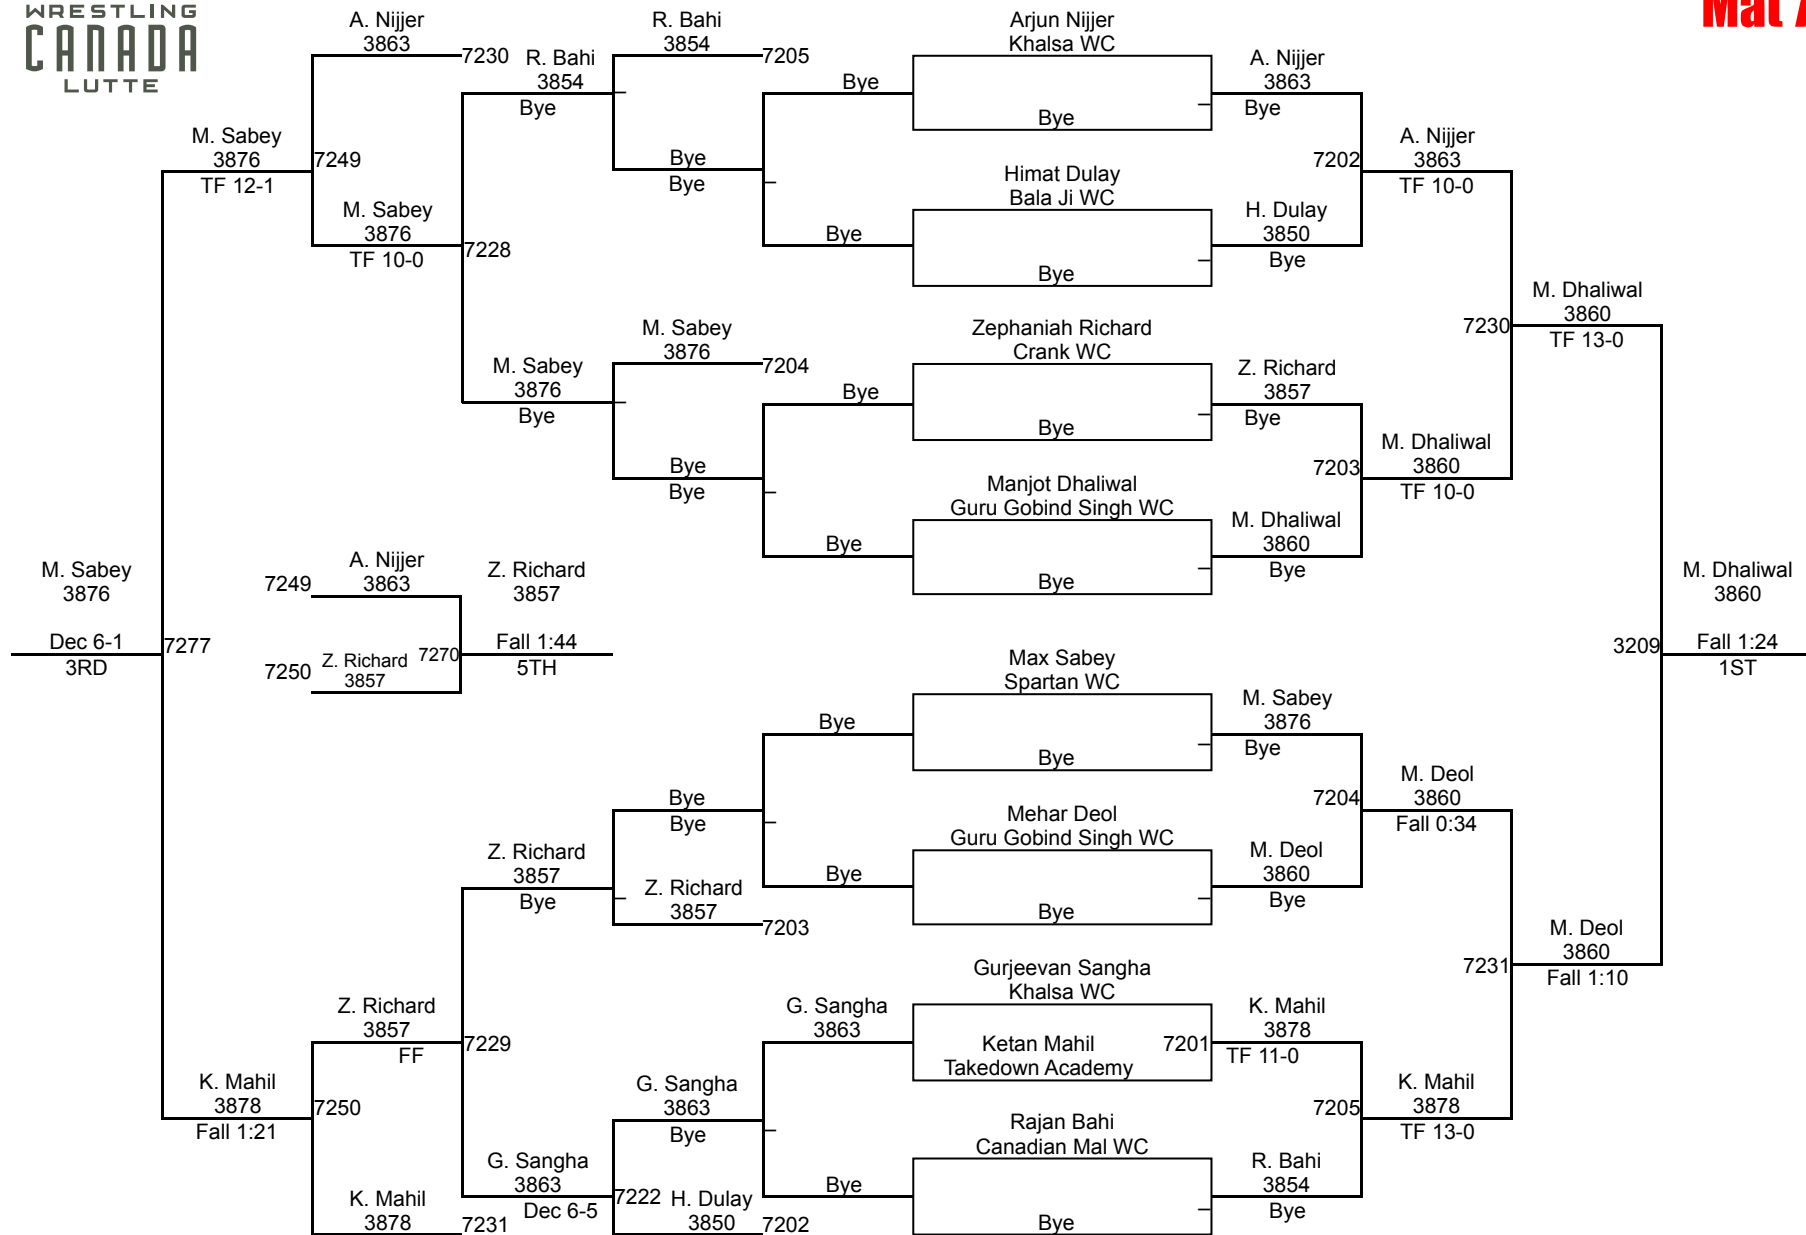 WRESTLING
CANADA
LUTTE
Mat 7
A. Nijjer
3863
7230
R. Bahi
3854
Bye
R. Bahi
3854
7205
Bye
Arjun Nijjer
Khalsa WC
Bye
A. Nijjer
3863
Bye
M. Sabey
3876
TF 12-1
7249
M. Sabey
3876
TF 10-0
7228
Bye
Bye
Himat Dulay
Bala Ji WC
Bye
Bye
H. Dulay
3850
Bye
7202
A. Nijjer
3863
TF 10-0
M. Sabey
3876
7204
M. Sabey
3876
Bye
Bye
Zephaniah Richard
Crank WC
Bye
Z. Richard
3857
Bye
7230
M. Dhaliwal
3860
TF 13-0
Bye
Bye
Manjot Dhaliwal
Guru Gobind Singh WC
Bye
Bye
M. Dhaliwal
3860
Bye
7203
M. Dhaliwal
3860
TF 10-0
M. Sabey
3876
Dec 6-1
3RD
7277
7249
A. Nijjer
3863
7250
Z. Richard
3857
7270
Z. Richard
3857
Fall 1:44
5TH
M. Dhaliwal
3860
3209
Fall 1:24
1ST
Max Sabey
Spartan WC
Bye
Bye
M. Sabey
3876
Bye
7204
M. Deol
3860
Fall 0:34
Bye
Bye
Mehar Deol
Guru Gobind Singh WC
Bye
Bye
M. Deol
3860
Bye
Z. Richard
3857
Bye
Z. Richard
3857
7203
7231
M. Deol
3860
Fall 1:10
Gurjeevan Sangha
Khalsa WC
G. Sangha
3863
Ketan Mahil
Takedown Academy
7201
K. Mahil
3878
TF 11-0
Z. Richard
3857
FF
7229
K. Mahil
3878
Fall 1:21
7250
G. Sangha
3863
Bye
Rajan Bahi
Canadian Mal WC
Bye
Bye
R. Bahi
3854
Bye
7205
K. Mahil
3878
TF 13-0
G. Sangha
3863
Dec 6-5
7222
H. Dulay
3850
7202
K. Mahil
3878
7231